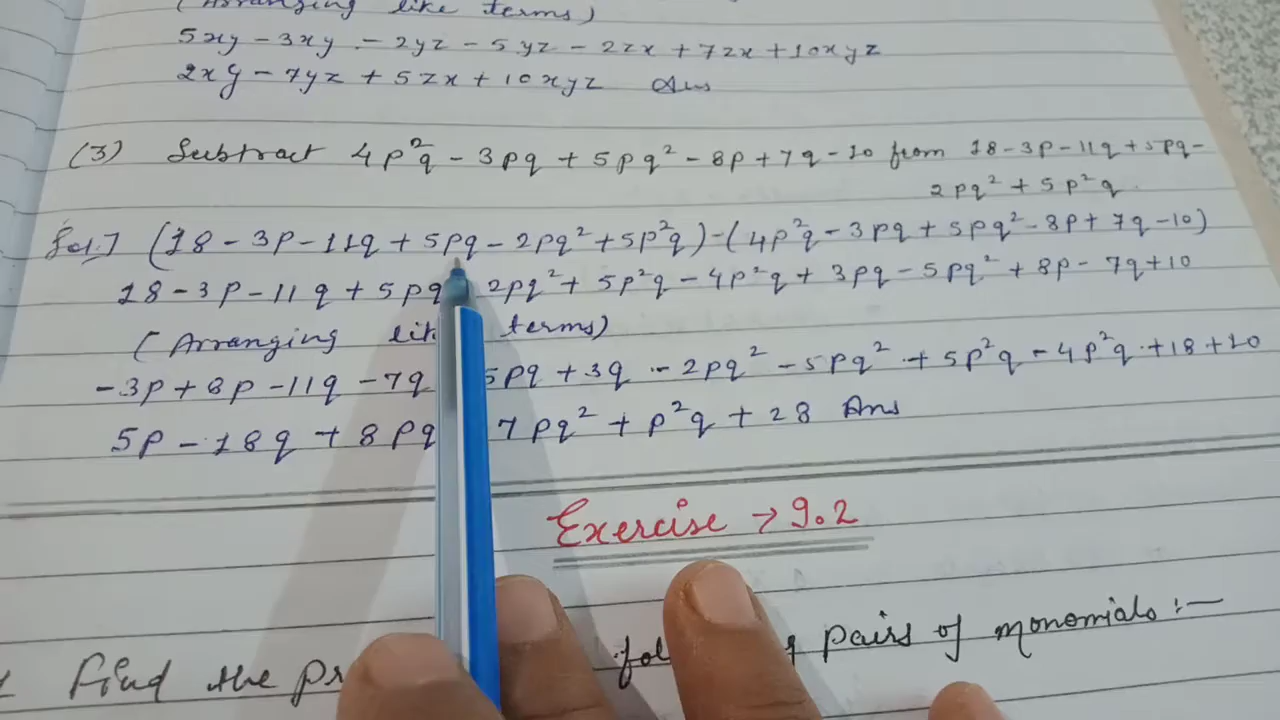 (Arranging like terms)
5xy - 3xy - 2yz - 5yz - 2zx + 7zx + 10xyz
2xy - 7yz + 5zx + 10xyz Ans
(3) Subtract 4p²q - 3pq + 5pq² - 8p + 7q - 10 from 18 - 3p - 11q + 5pq -
2pq² + 5p²q
Sol.] (18 - 3p - 11q + 5pq - 2pq² + 5p²q) - (4p²q - 3pq + 5pq² - 8p + 7q - 10)
18 - 3p - 11q + 5pq 2pq² + 5p²q - 4p²q + 3pq - 5pq² + 8p - 7q + 10
(Arranging terms)
-3p + 8p - 11q - 7q 5pq + 3q - 2pq² - 5pq² + 5p²q - 4p²q + 18 + 10
5p - 18q + 8pq 7pq² + p²q + 28 Ans
Exercise → 9.2
Find the pairs of monomials :-